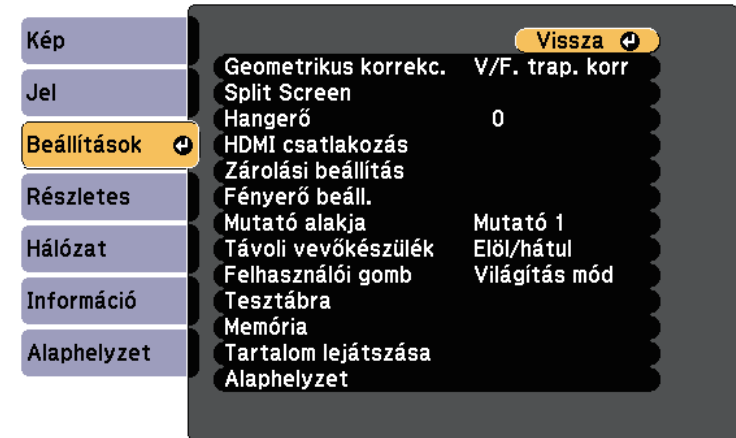 Kép
Jel
Beállítások
Részletes
Hálózat
Információ
Alaphelyzet
Vissza
Geometrikus korrekc. V/F. trap. korr
Split Screen
Hangerő 0
HDMI csatlakozás
Zárolási beállítás
Fényerő beáll.
Mutató alakja Mutató 1
Távoli vevőkészülék Elöl/hátul
Felhasználói gomb Világítás mód
Tesztábra
Memória
Tartalom lejátszása
Alaphelyzet